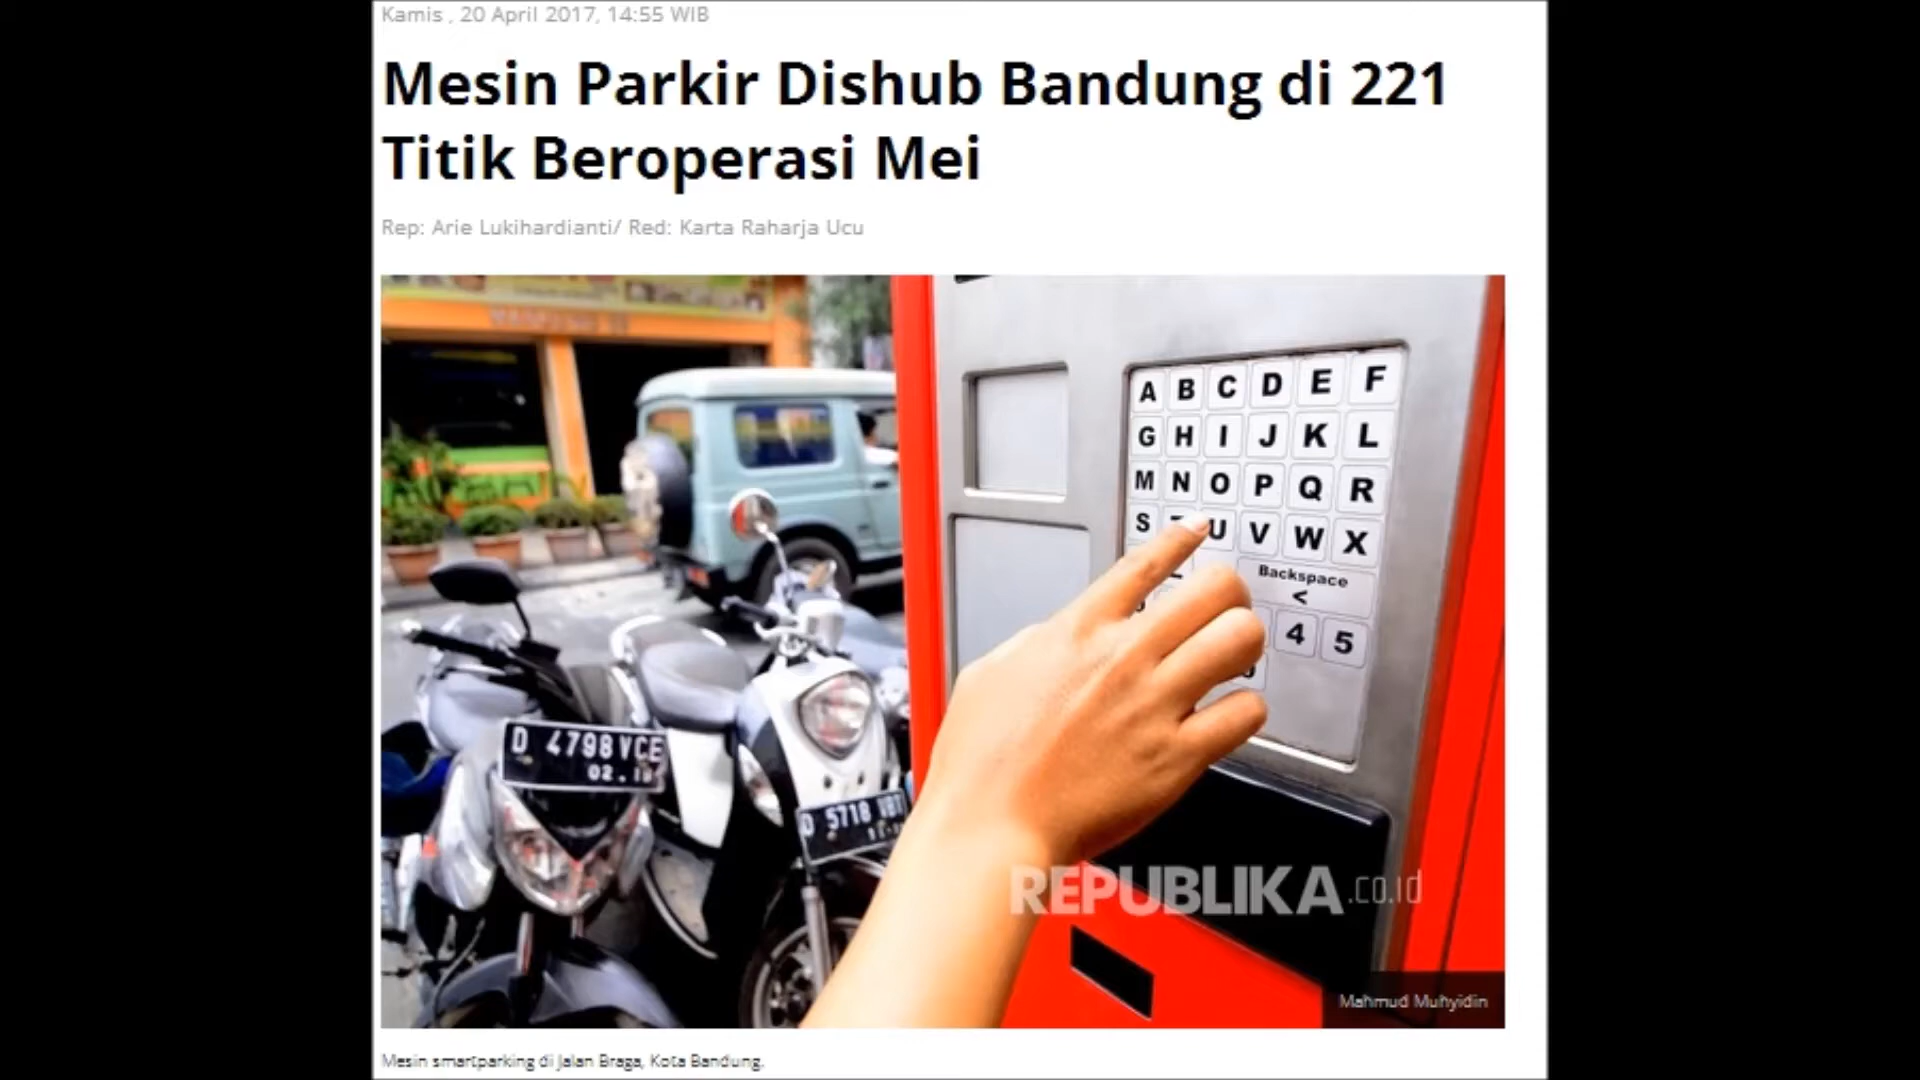 Kamis , 20 April 2017, 14:55 WIB
Mesin Parkir Dishub Bandung di 221
Titik Beroperasi Mei
Rep: Arie Lukihardianti/ Red: Karta Raharja Ucu
A B C D E F
G H I J K L
M N O P Q R
S U V W X
Backspace
<
4 5
D 4798 VCE
02.
D 5718
REPUBLIKA.co.id
Mahmud Muhyidin
Mesin smartparking di Jalan Braga, Kota Bandung.